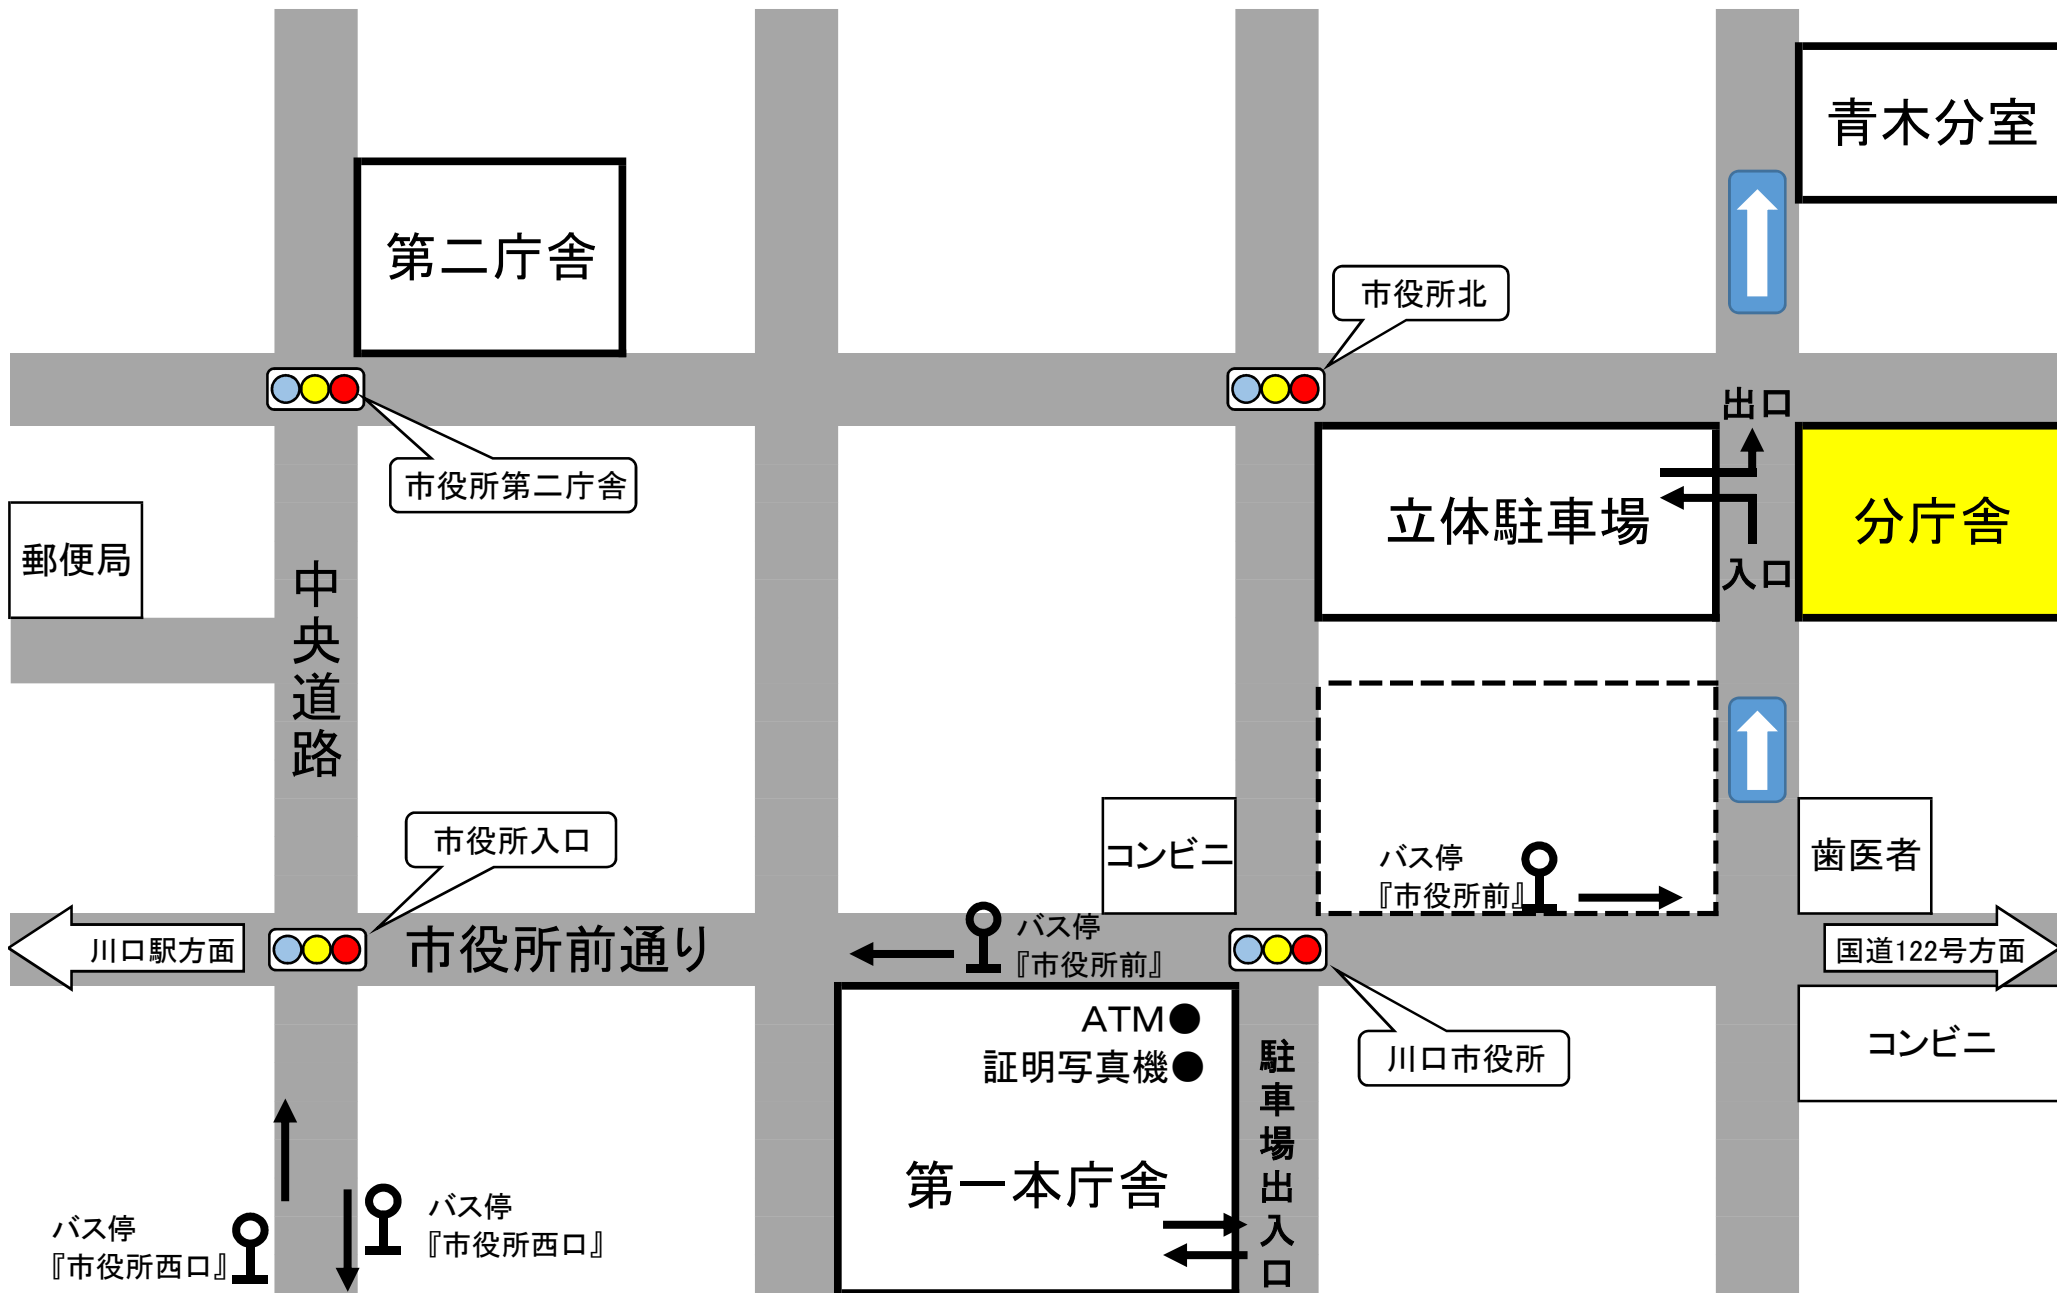 青木分室
第二庁舎
市役所北
出口
市役所第二庁舎
立体駐車場
分庁舎
郵便局
入口
中央道路
市役所入口
コンビニ
バス停
『市役所前』
歯医者
川口駅方面
市役所前通り
バス停
『市役所前』
国道122号方面
ATM●
証明写真機●
駐車場出入口
川口市役所
コンビニ
第一本庁舎
バス停
『市役所西口』
バス停
『市役所西口』